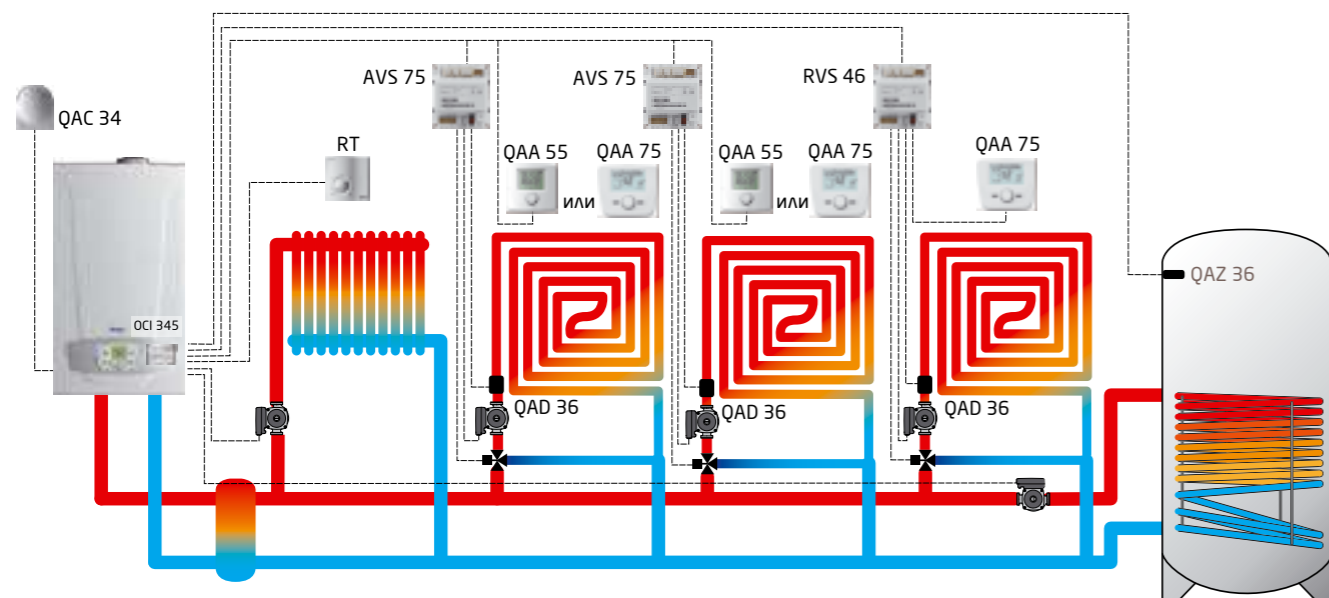 AVS 75
AVS 75
RVS 46
QAC 34
RT
QAA 55
QAA 75
QAA 55
QAA 75
QAA 75
или
или
QAZ 36
OCI 345
QAD 36
QAD 36
QAD 36